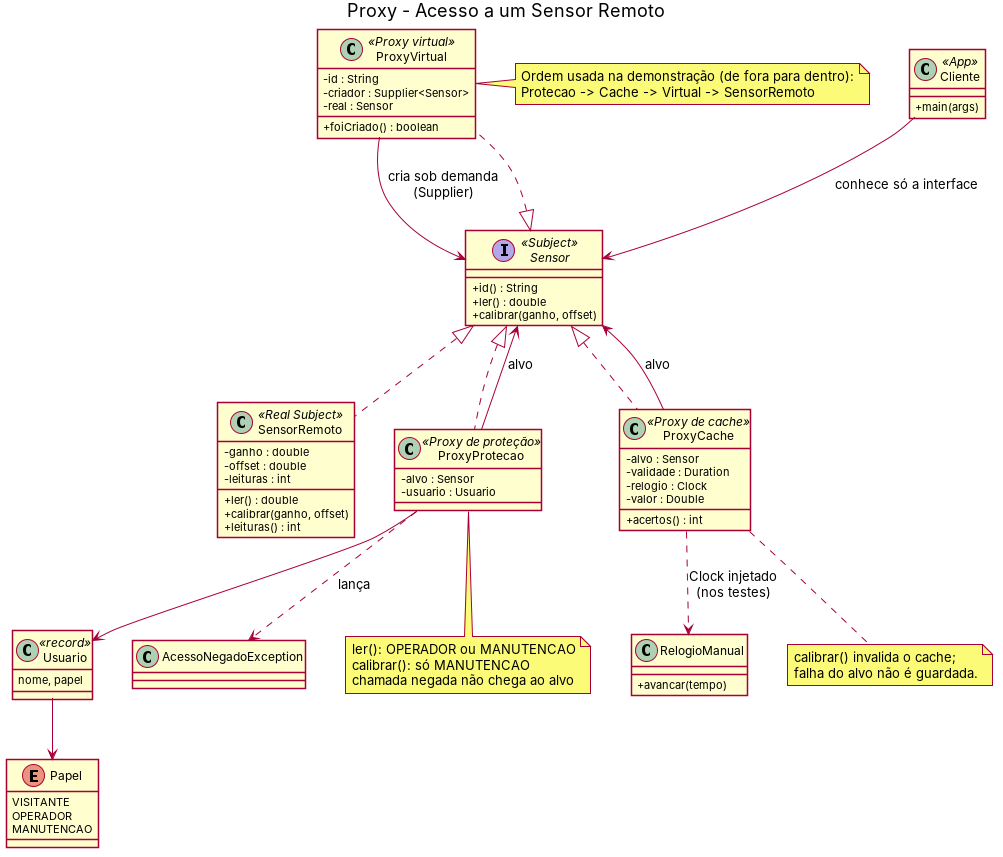 Proxy - Acesso a um Sensor Remoto
«Proxy virtual»
C ProxyVirtual
-id : String
-criador : Supplier<Sensor>
-real : Sensor
+foiCriado() : boolean
Ordem usada na demonstração (de fora para dentro):
Protecao -> Cache -> Virtual -> SensorRemoto
«App»
C Cliente
+main(args)
cria sob demanda
(Supplier)
conhece só a interface
«Subject»
I Sensor
+id() : String
+ler() : double
+calibrar(ganho, offset)
alvo
alvo
«Real Subject»
C SensorRemoto
-ganho : double
-offset : double
-leituras : int
+ler() : double
+calibrar(ganho, offset)
+leituras() : int
«Proxy de proteção»
C ProxyProtecao
-alvo : Sensor
-usuario : Usuario
«Proxy de cache»
C ProxyCache
-alvo : Sensor
-validade : Duration
-relogio : Clock
-valor : Double
+acertos() : int
lança
Clock injetado
(nos testes)
«record»
C Usuario
nome, papel
C AcessoNegadoException
ler(): OPERADOR ou MANUTENCAO
calibrar(): só MANUTENCAO
chamada negada não chega ao alvo
C RelogioManual
+avancar(tempo)
calibrar() invalida o cache;
falha do alvo não é guardada.
E Papel
VISITANTE
OPERADOR
MANUTENCAO